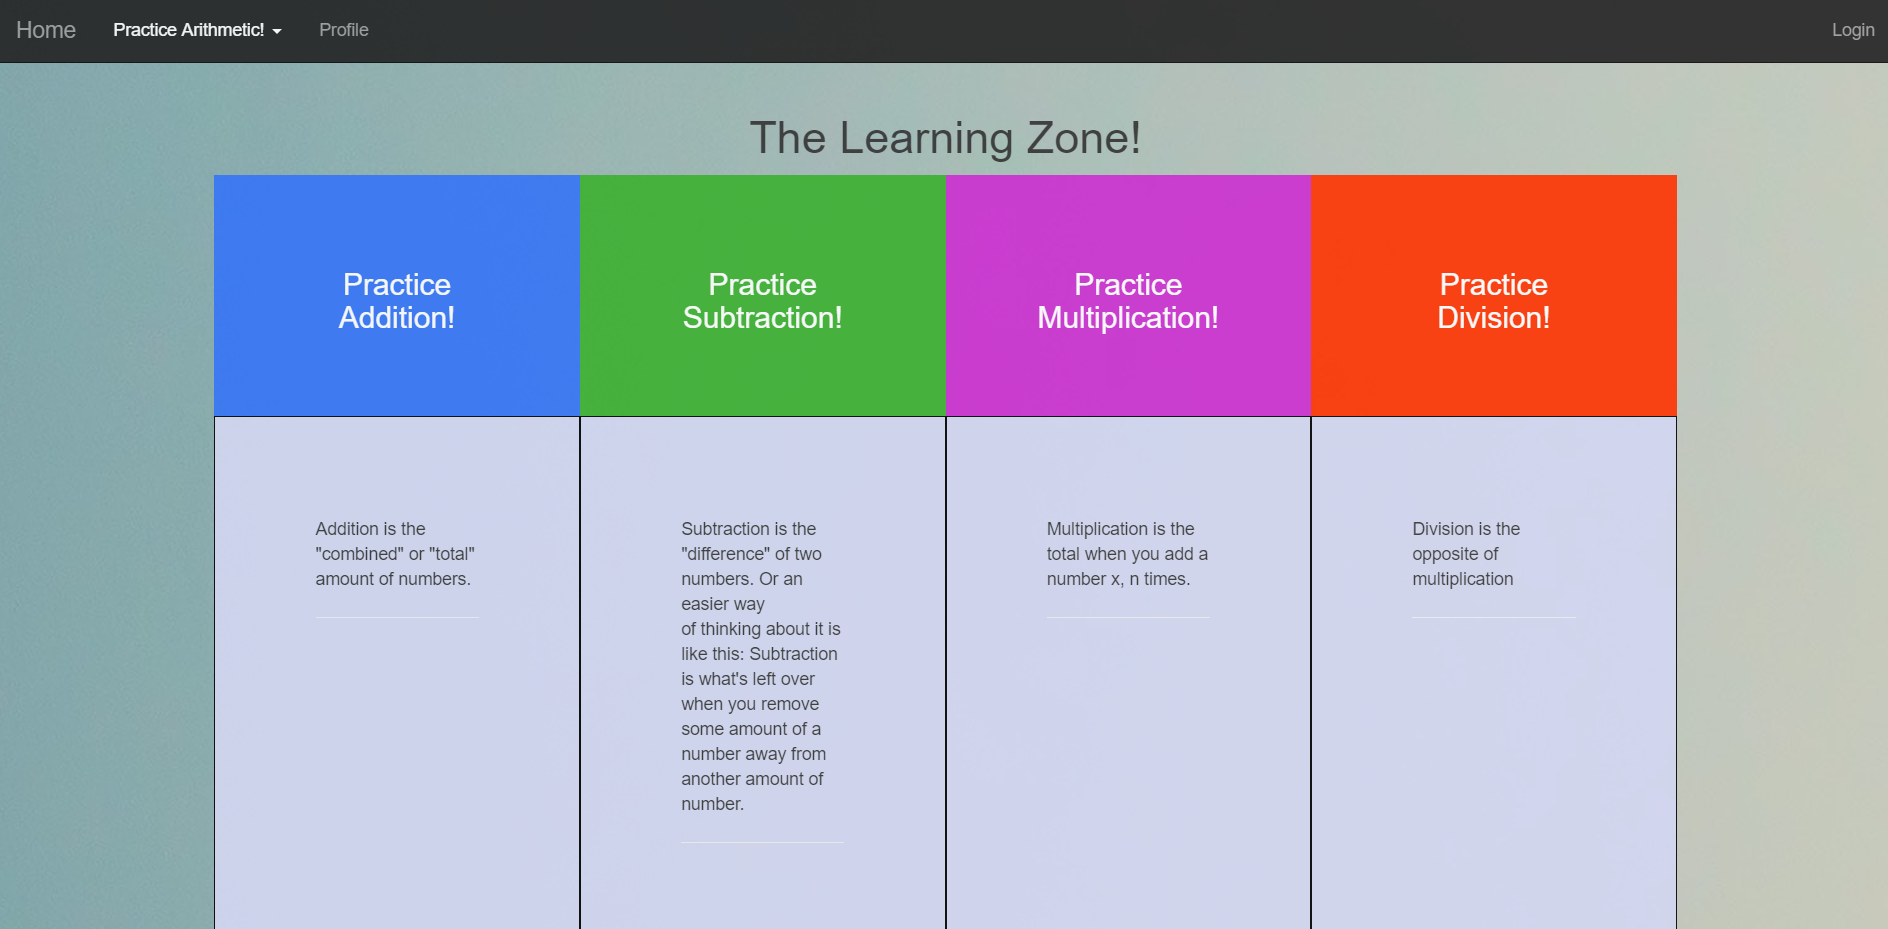 Home Practice Arithmetic! Profile Login
The Learning Zone!
Practice
Addition!
Practice
Subtraction!
Practice
Multiplication!
Practice
Division!
Addition is the
"combined" or "total"
amount of numbers.
Subtraction is the
"difference" of two
numbers. Or an
easier way
of thinking about it is
like this: Subtraction
is what's left over
when you remove
some amount of a
number away from
another amount of
number.
Multiplication is the
total when you add a
number x, n times.
Division is the
opposite of
multiplication